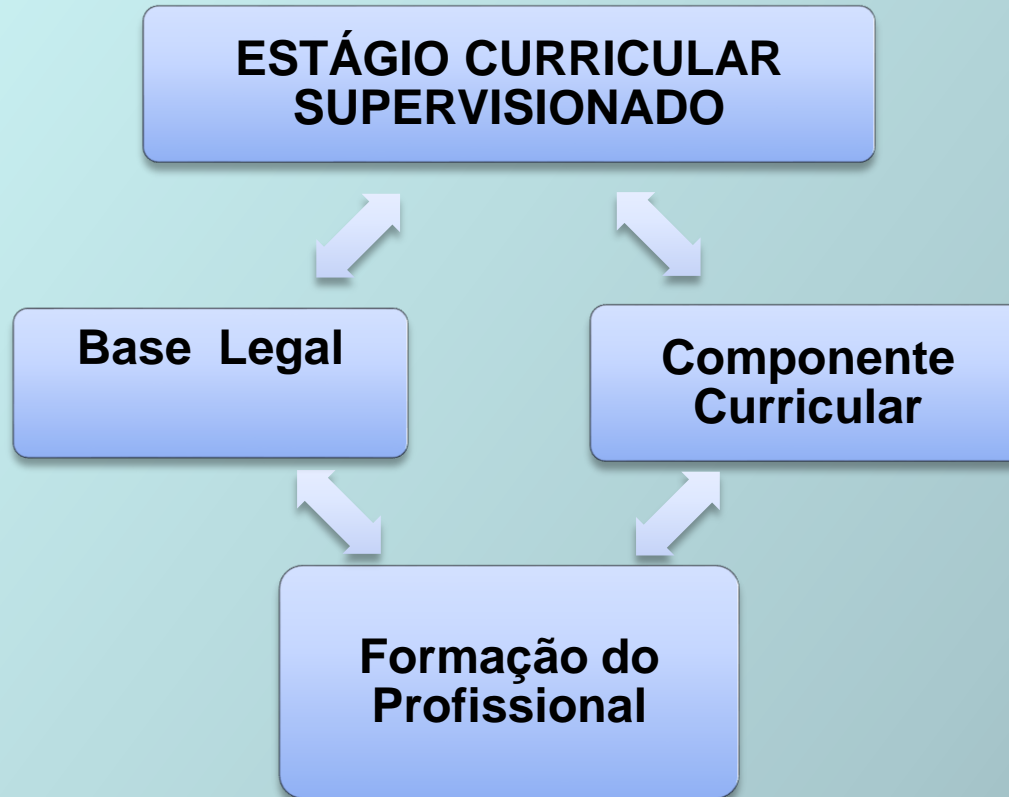 ESTÁGIO CURRICULAR
SUPERVISIONADO
Base Legal
Componente
Curricular
Formação do
Profissional